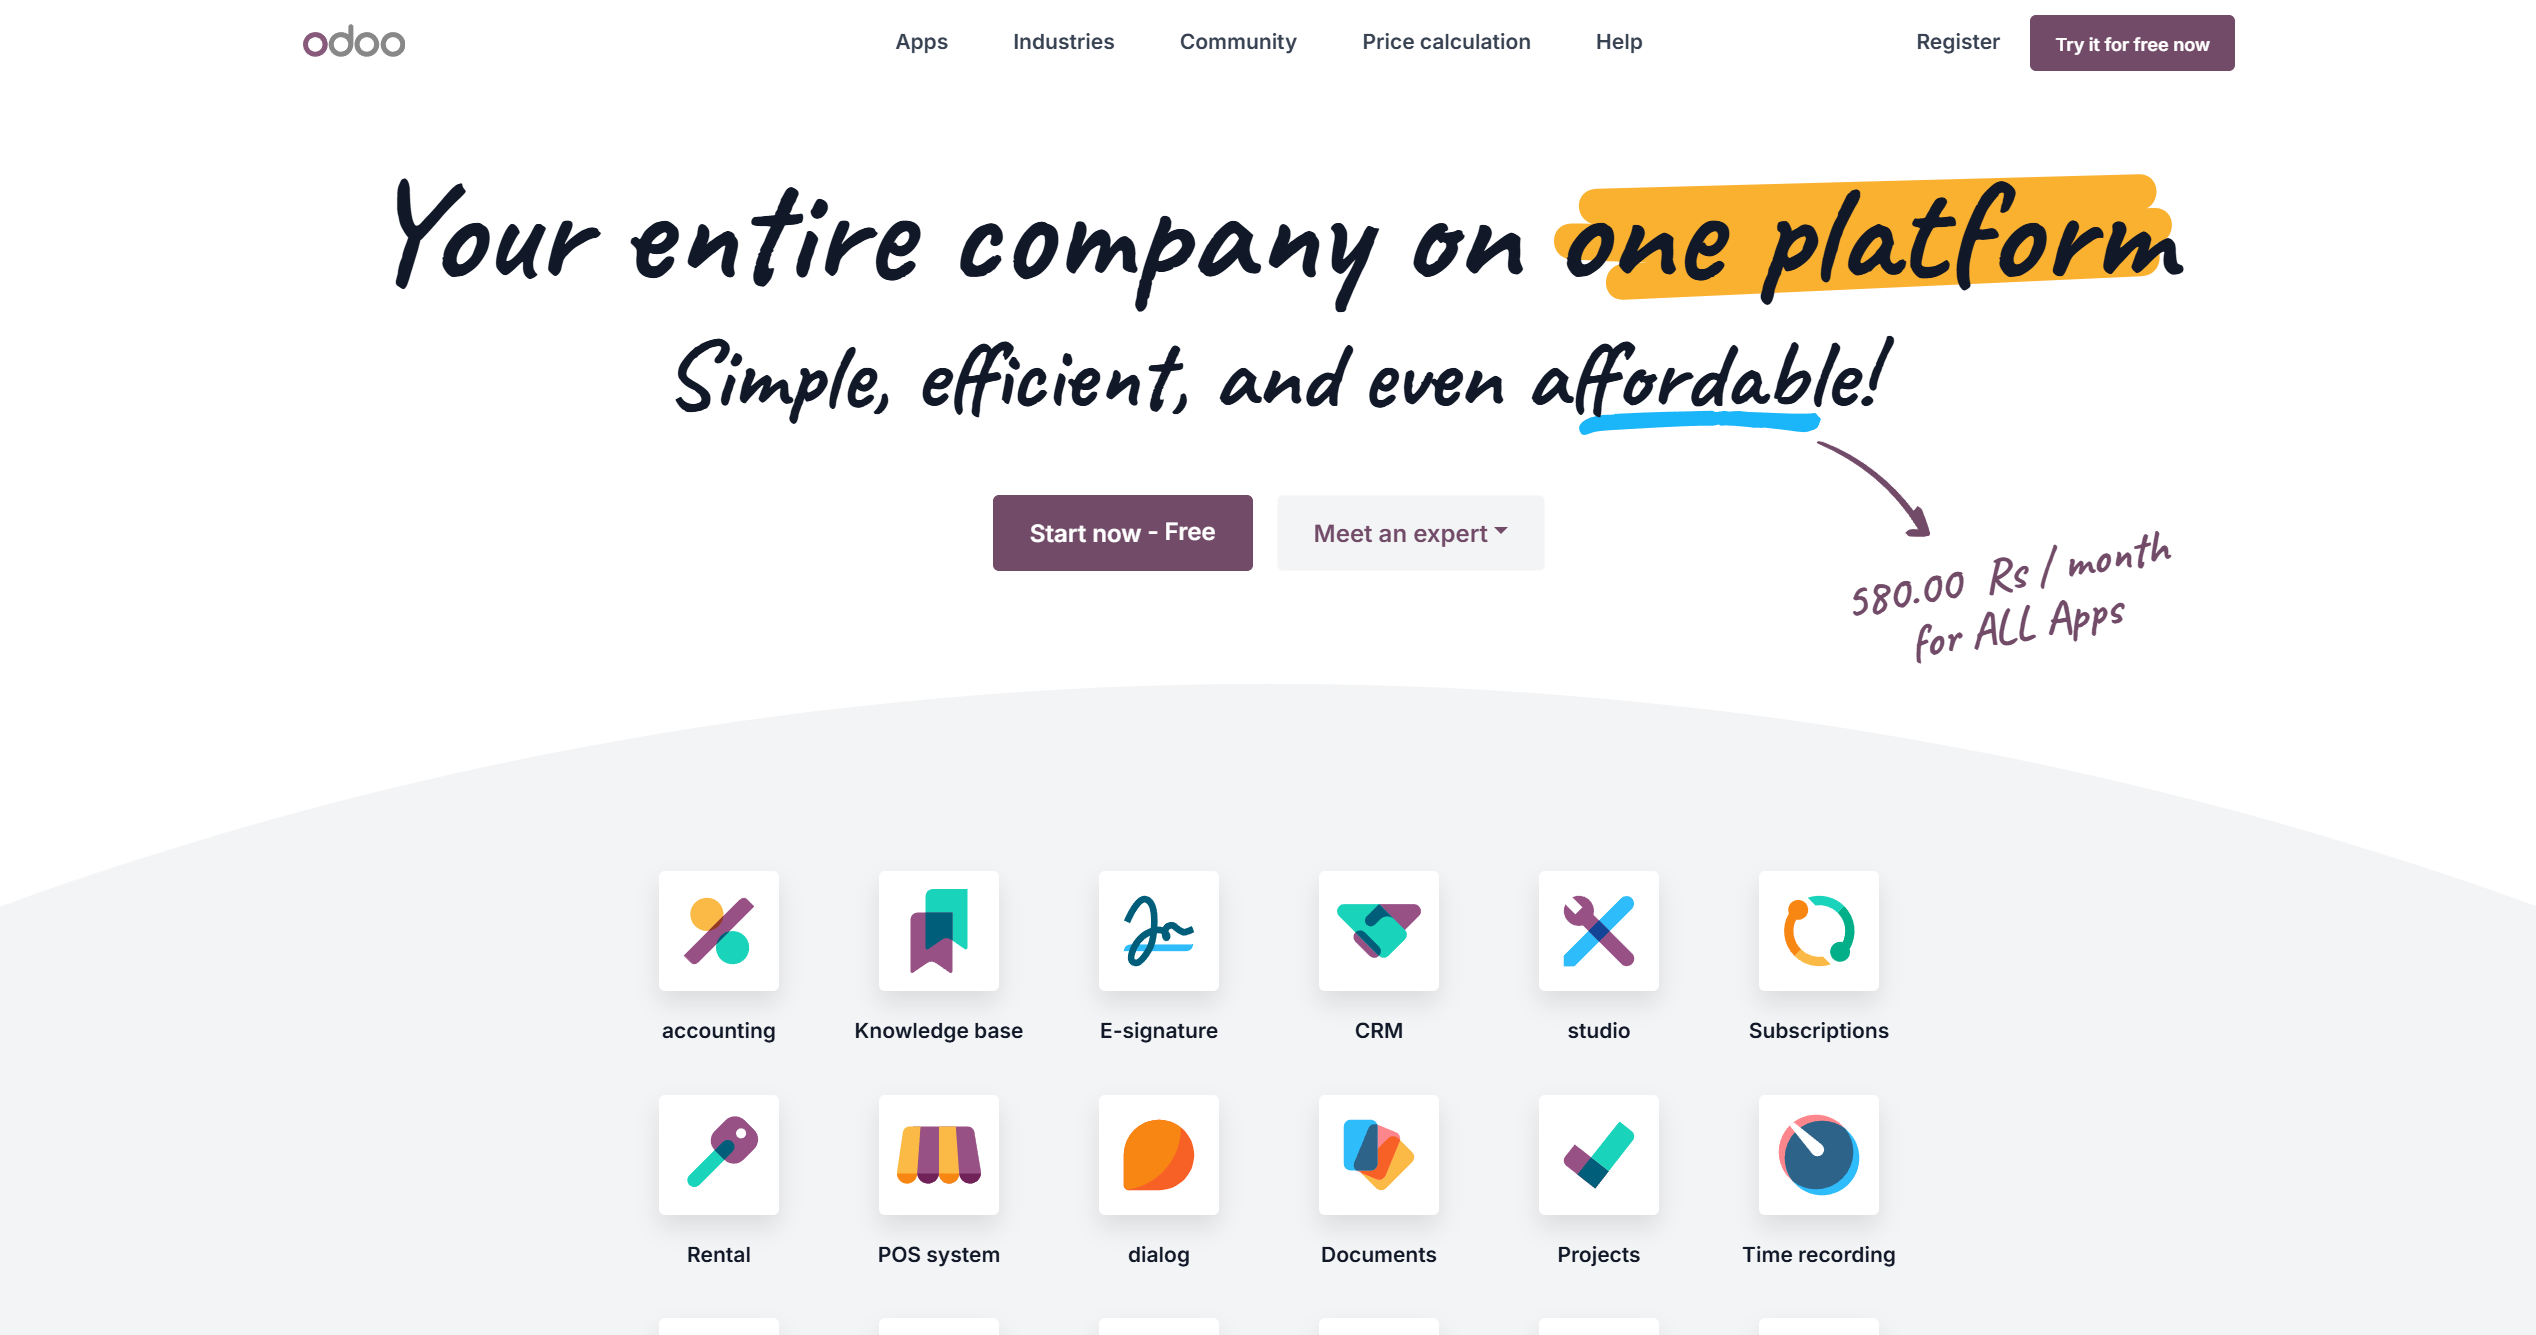 odoo
Apps
Industries
Community
Price calculation
Help
Register
Try it for free now
Your entire company on one platform
Simple, efficient, and even affordable!
Start now - Free
Meet an expert
580.00 Rs / month
for ALL Apps
accounting
Knowledge base
E-signature
CRM
studio
Subscriptions
Rental
POS system
dialog
Documents
Projects
Time recording